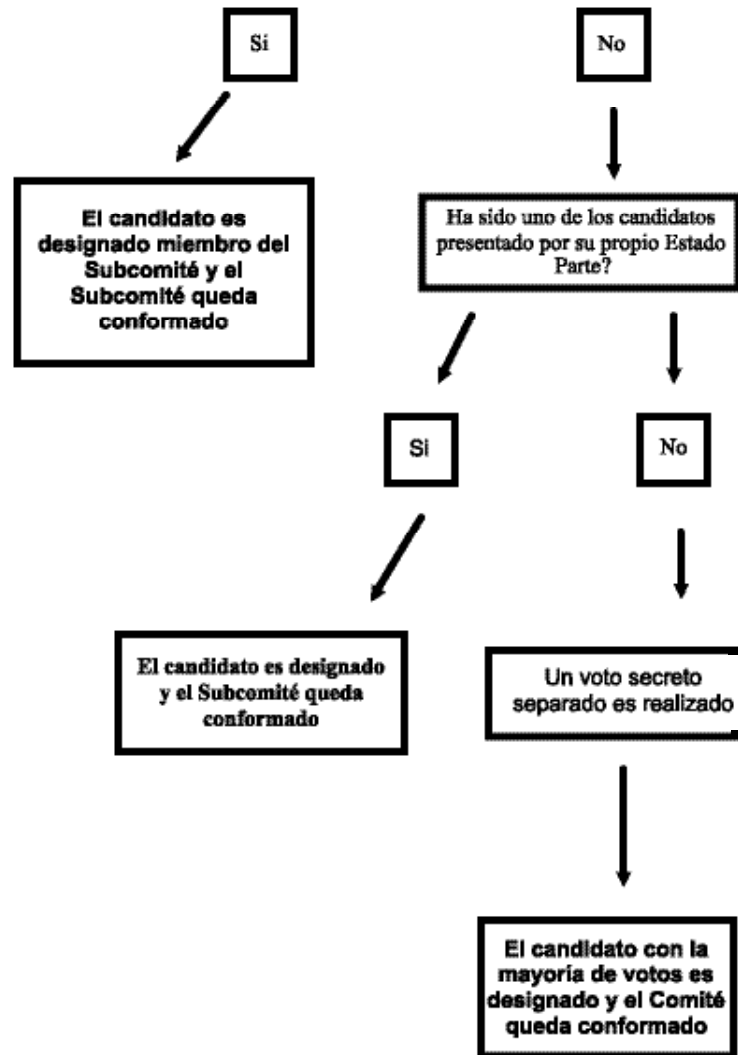 Si
No
El candidato es
designado miembro del
Subcomité y el
Subcomité queda
conformado
Ha sido uno de los candidatos
presentado por su propio Estado
Parte?
Si
No
El candidato es designado
y el Subcomité queda
conformado
Un voto secreto
separado es realizado
El candidato con la
mayoría de votos es
designado y el Comité
queda conformado